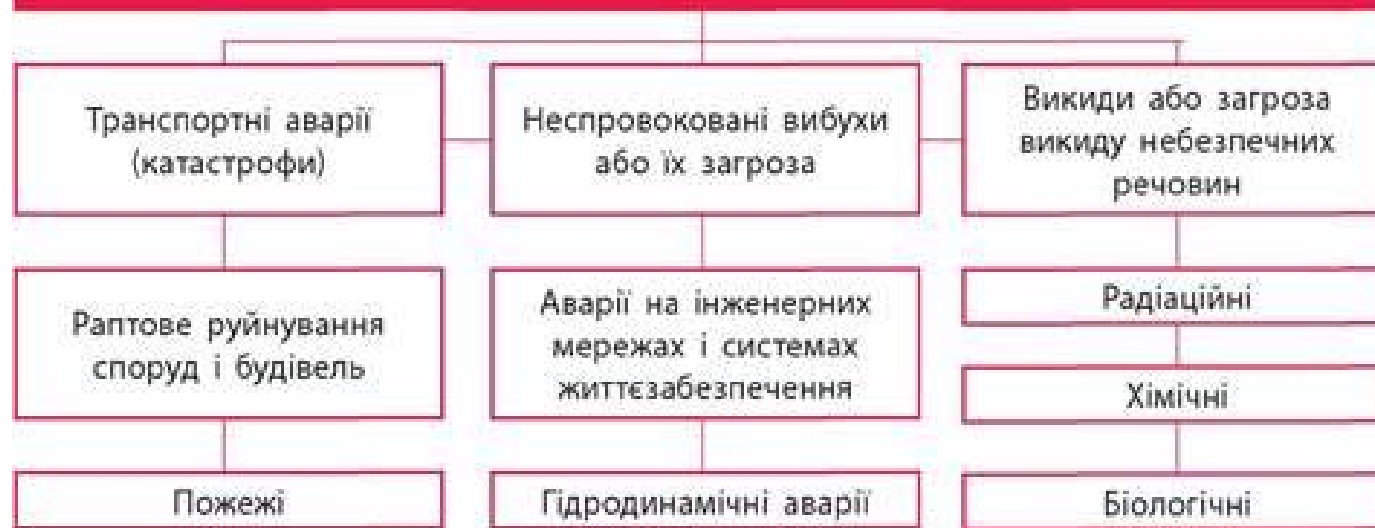 Транспортні аварії
(катастрофи)
Неспровоковані вибухи
або їх загроза
Викиди або загроза
викиду небезпечних
речовин
Раптове руйнування
споруд і будівель
Аварії на інженерних
мережах і системах
життєзабезпечення
Радіаційні
Хімічні
Пожежі
Гідродинамічні аварії
Біологічні